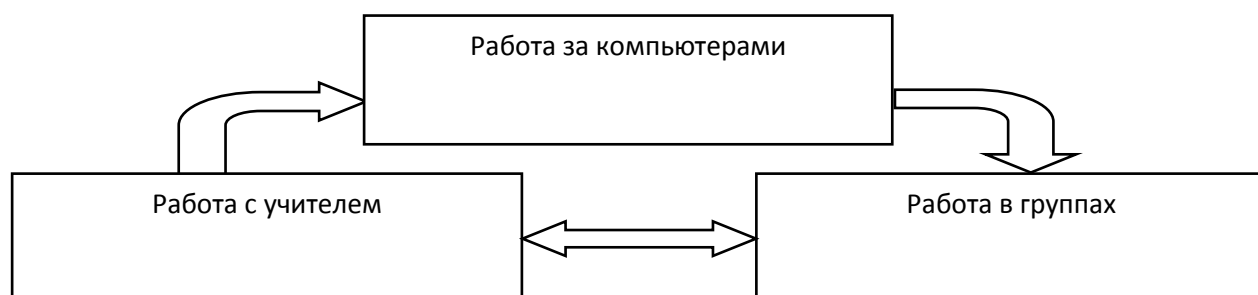 Работа за компьютерами
Работа с учителем
Работа в группах